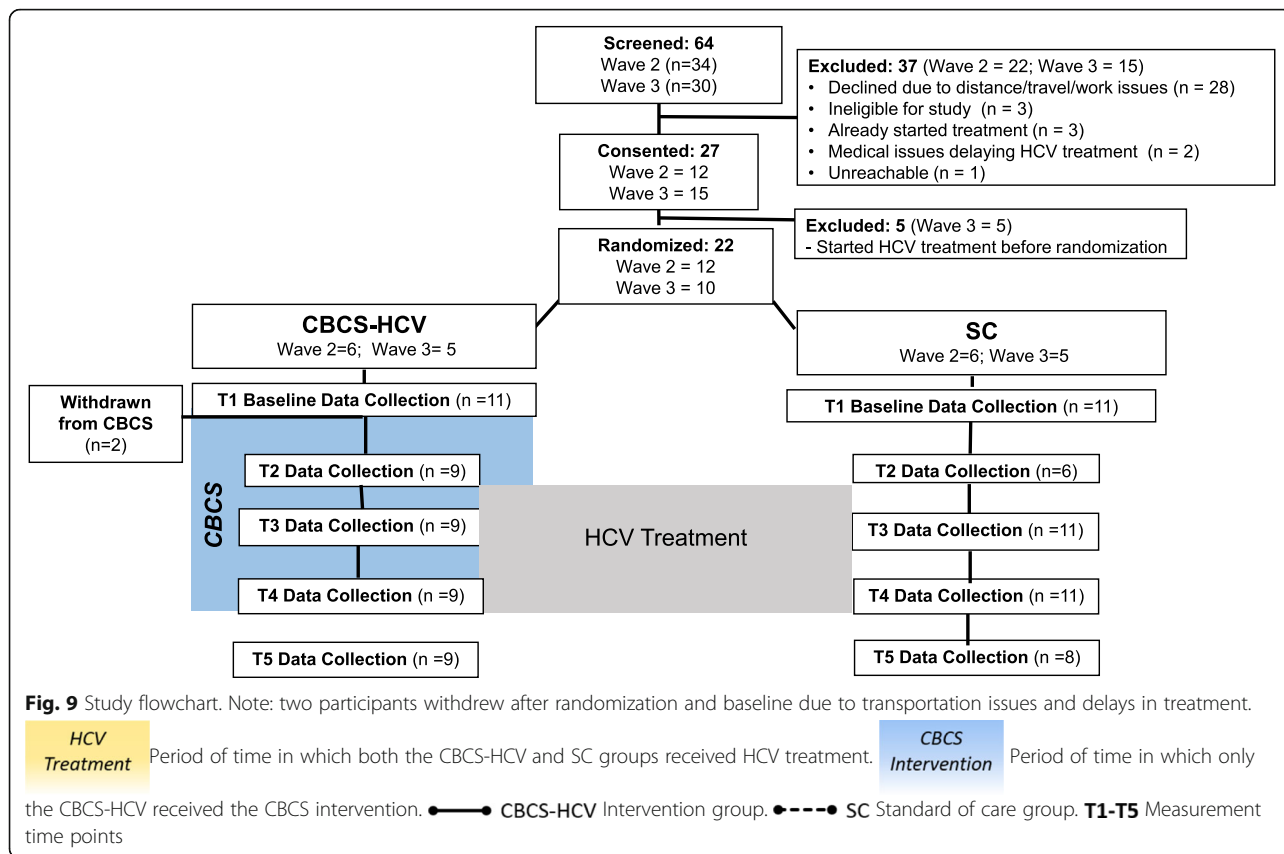 Screened: 64
Wave 2 (n=34)
Wave 3 (n=30)
Excluded: 37 (Wave 2 = 22; Wave 3 = 15)
• Declined due to distance/travel/work issues (n = 28)
• Ineligible for study (n = 3)
• Already started treatment (n = 3)
• Medical issues delaying HCV treatment (n = 2)
• Unreachable (n = 1)
Consented: 27
Wave 2 = 12
Wave 3 = 15
Excluded: 5 (Wave 3 = 5)
- Started HCV treatment before randomization
Randomized: 22
Wave 2 = 12
Wave 3 = 10
CBCS-HCV
Wave 2=6; Wave 3= 5
SC
Wave 2=6; Wave 3=5
Withdrawn
from CBCS
(n=2)
T1 Baseline Data Collection (n =11)
T1 Baseline Data Collection (n =11)
CBCS
T2 Data Collection (n =9)
T2 Data Collection (n=6)
T3 Data Collection (n =9)
HCV Treatment
T3 Data Collection (n =11)
T4 Data Collection (n =9)
T4 Data Collection (n =11)
T5 Data Collection (n =9)
T5 Data Collection (n =8)
Fig. 9 Study flowchart. Note: two participants withdrew after randomization and baseline due to transportation issues and delays in treatment.
HCV
Treatment
Period of time in which both the CBCS-HCV and SC groups received HCV treatment.
CBCS
Intervention
Period of time in which only
the CBCS-HCV received the CBCS intervention. CBCS-HCV Intervention group. SC Standard of care group. T1-T5 Measurement
time points